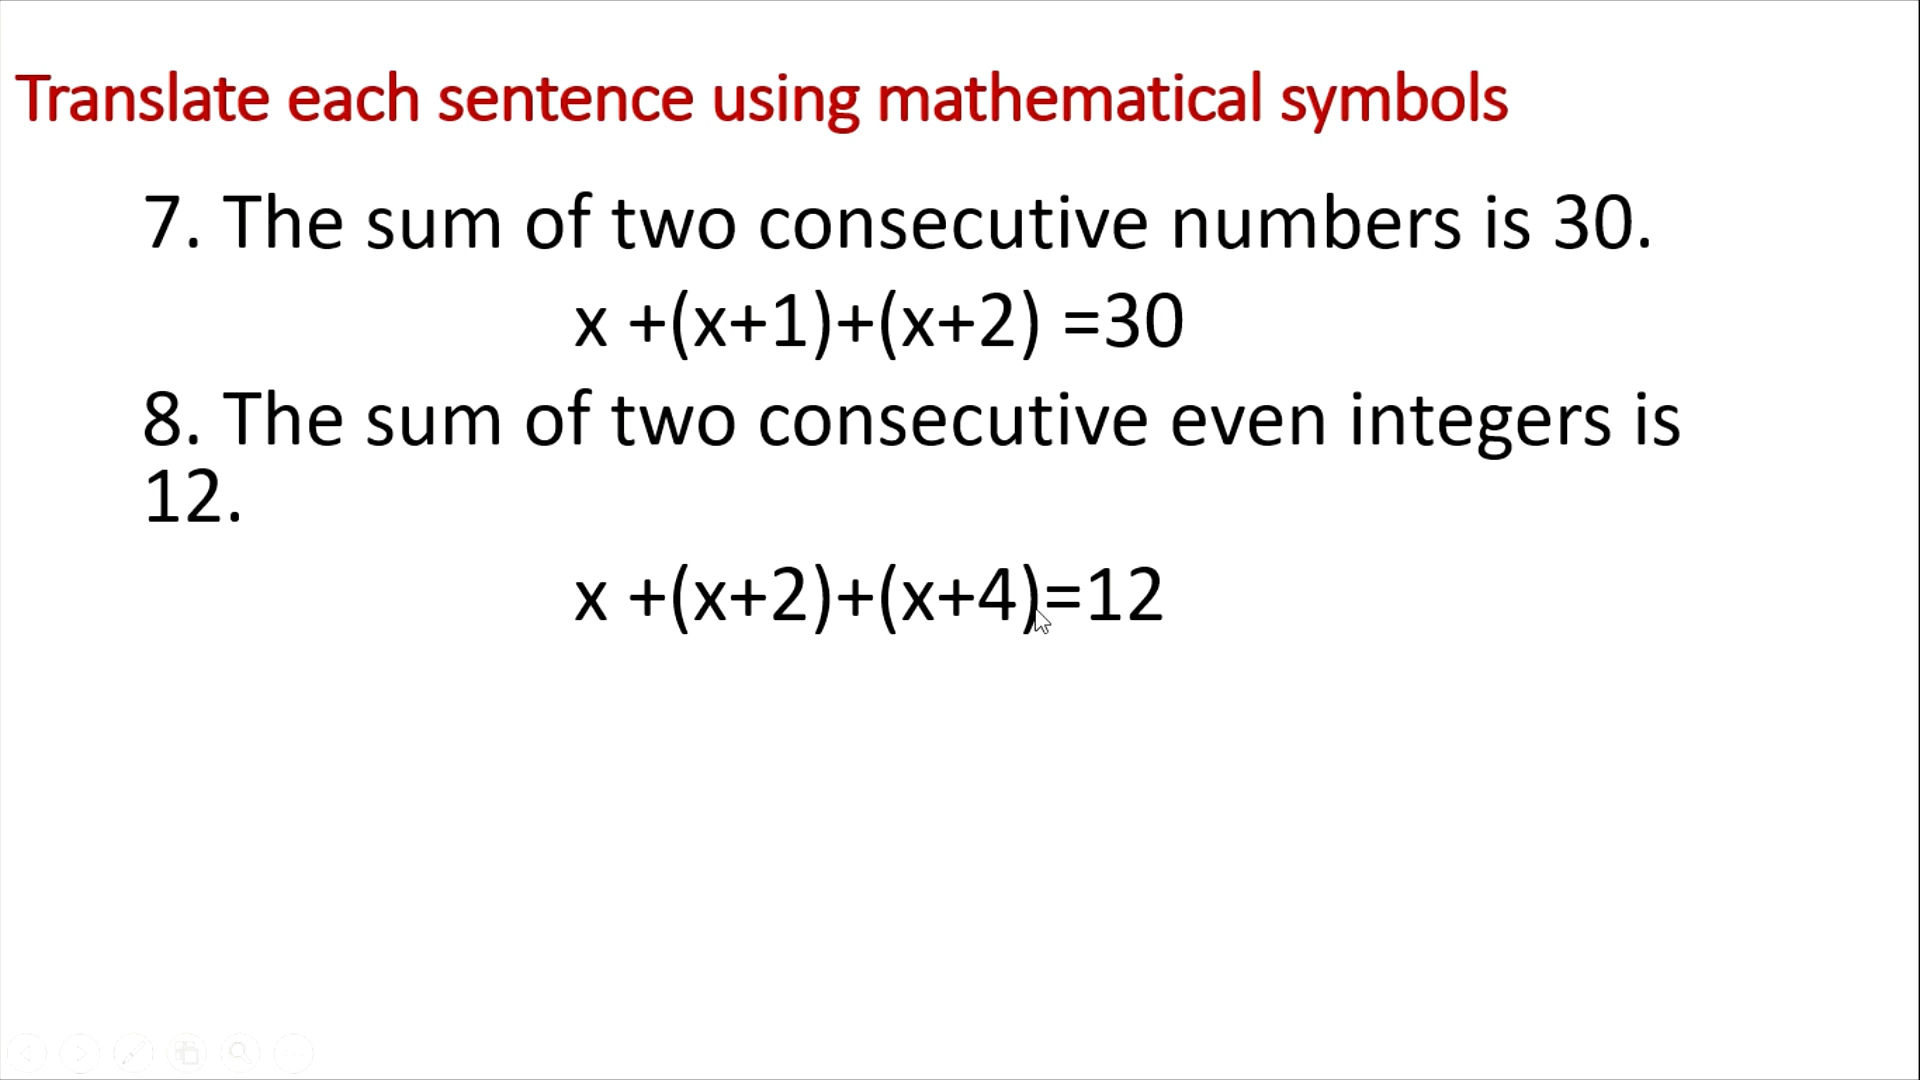 Translate each sentence using mathematical symbols
7. The sum of two consecutive numbers is 30.
x +(x+1)+(x+2) =30
8. The sum of two consecutive even integers is
12.
x +(x+2)+(x+4)=12